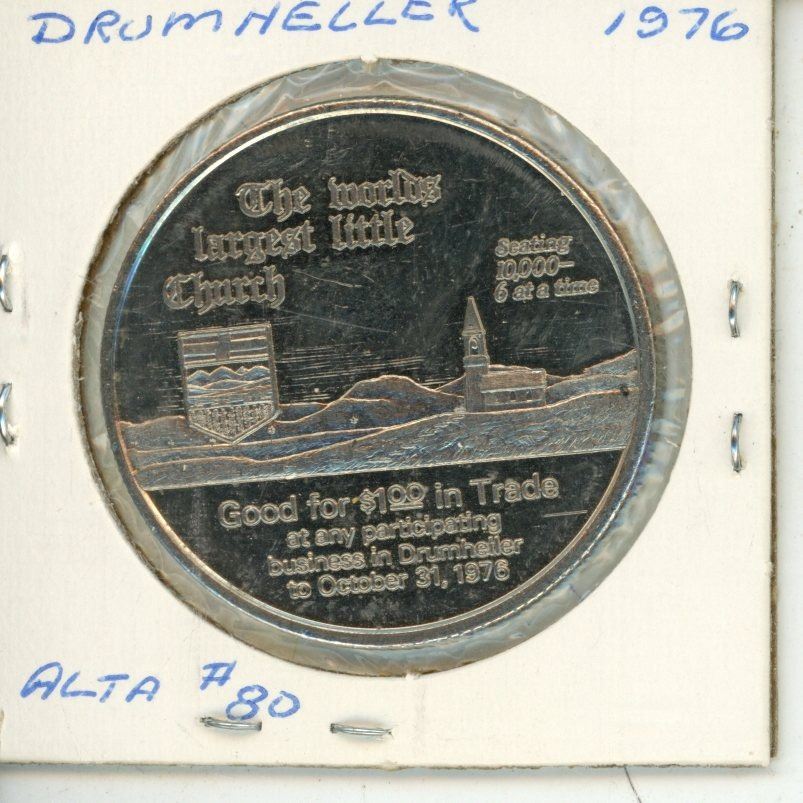 DRUMHELLER 1976
The worlds
largest little
Church
Seating
10,000—
6 at a time
Good for $1.00 in Trade
at any participating
business in Drumheller
to October 31, 1976
ALTA #80